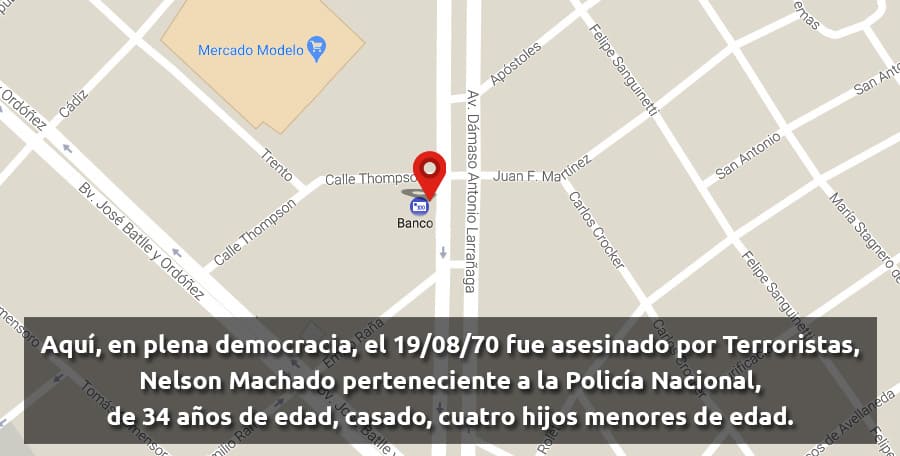 Mercado Modelo
Cádiz
Ordóñez
Bv. José Batlle y Ordóñez
Trento
Calle Thompson
Calle Thompson
Banco
Av. Dámaso Antonio Larrañaga
Apóstoles
Juan F. Martínez
Felipe Sanguinetti
San Antonio
San Antonio
Carlos Crocker
Felipe Sanguinetti
Maria Stagnero de
Aquí, en plena democracia, el 19/08/70 fue asesinado por Terroristas,
Nelson Machado perteneciente a la Policía Nacional,
de 34 años de edad, casado, cuatro hijos menores de edad.